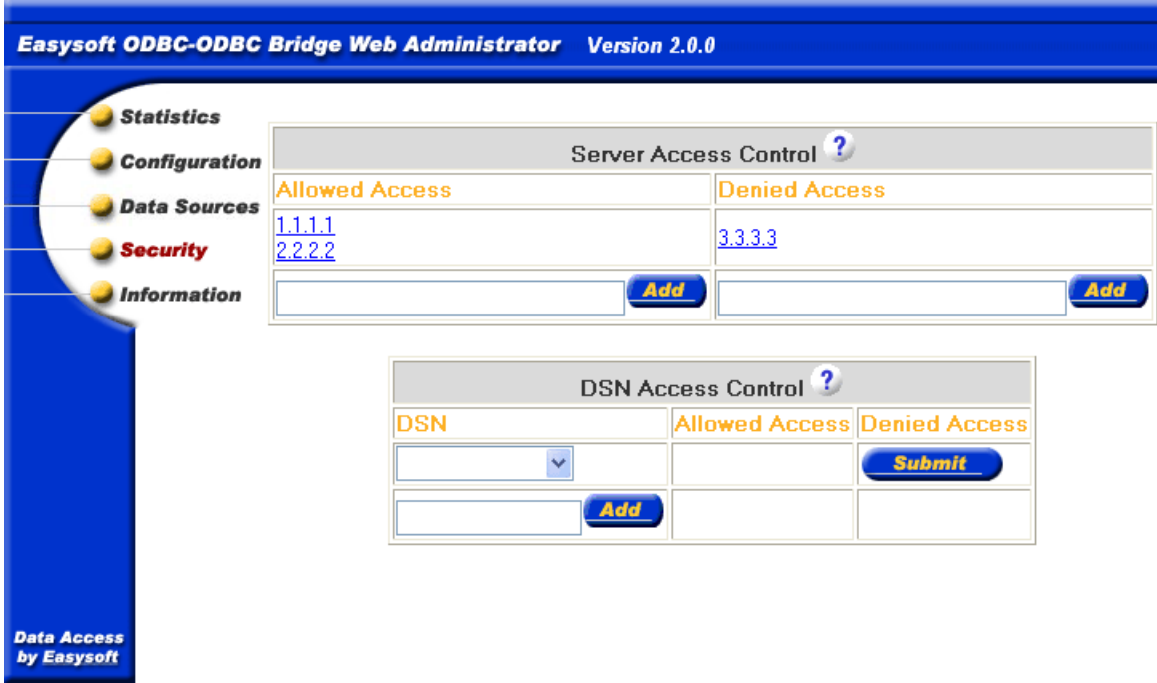 Easysoft ODBC-ODBC Bridge Web Administrator Version 2.0.0
Statistics
Configuration
Data Sources
Security
Information
Server Access Control ?
Allowed Access Denied Access
1.1.1.1
2.2.2.2
3.3.3.3
Add Add
DSN Access Control ?
DSN Allowed Access Denied Access
Submit
Add
Data Access
by Easysoft